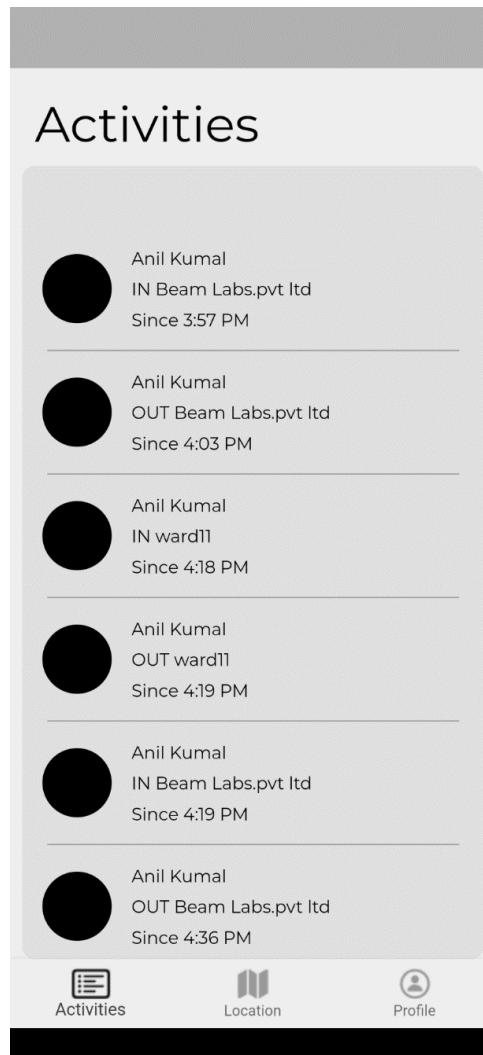 Activities
Anil Kumal
IN Beam Labs.pvt ltd
Since 3:57 PM
Anil Kumal
OUT Beam Labs.pvt ltd
Since 4:03 PM
Anil Kumal
IN ward11
Since 4:18 PM
Anil Kumal
OUT ward11
Since 4:19 PM
Anil Kumal
IN Beam Labs.pvt ltd
Since 4:19 PM
Anil Kumal
OUT Beam Labs.pvt ltd
Since 4:36 PM
Activities
Location
Profile